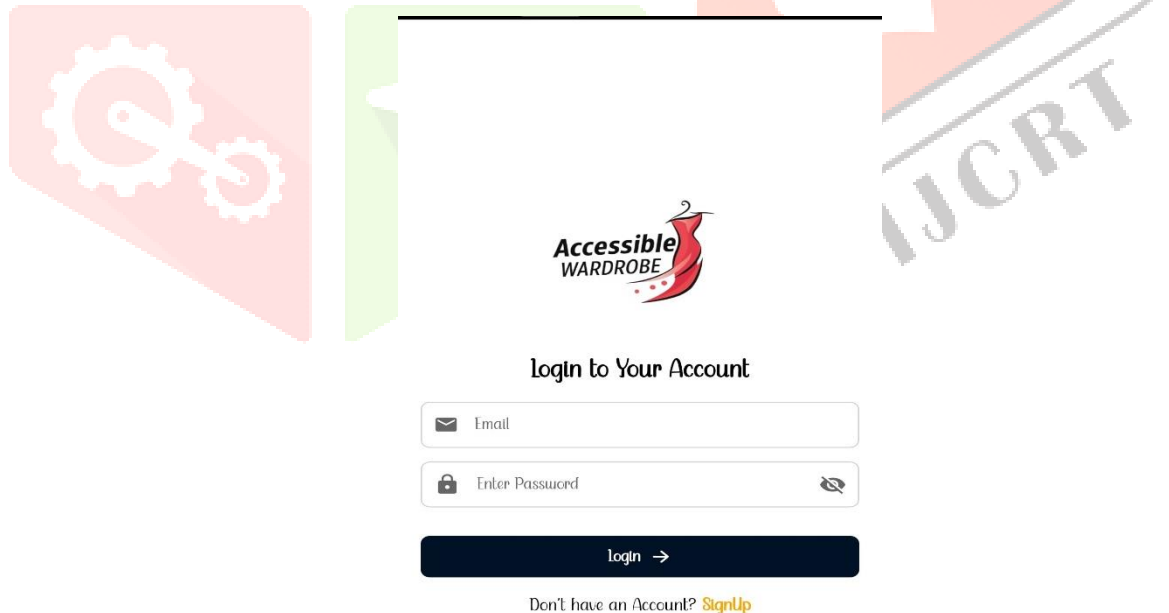 IJCRT
Accessible
WARDROBE
Login to Your Account
Email
Enter Password
Login →
Don't have an Account? SignUp